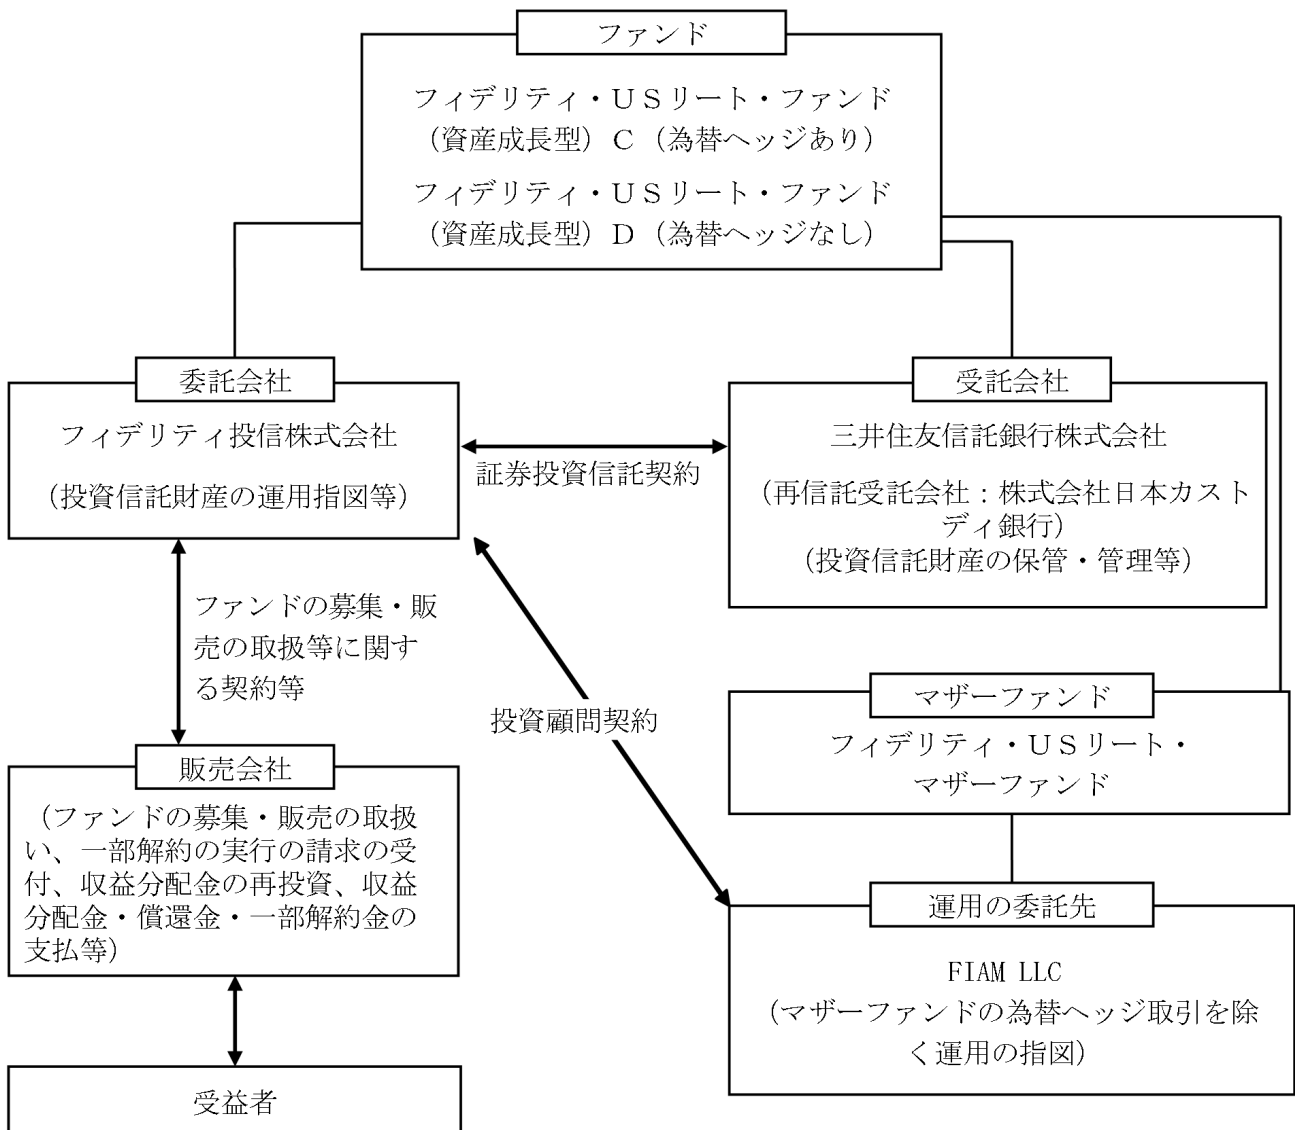 ファンド
フィデリティ・ＵＳリート・ファンド
（資産成長型）Ｃ（為替ヘッジあり）
フィデリティ・ＵＳリート・ファンド
（資産成長型）Ｄ（為替ヘッジなし）
委託会社
フィデリティ投信株式会社
（投資信託財産の運用指図等）
証券投資信託契約
受託会社
三井住友信託銀行株式会社
（再信託受託会社：株式会社日本カスト
ディ銀行）
（投資信託財産の保管・管理等）
ファンドの募集・販
売の取扱等に関す
る契約等
投資顧問契約
マザーファンド
フィデリティ・ＵＳリート・
マザーファンド
販売会社
（ファンドの募集・販売の取扱
い、一部解約の実行の請求の受
付、収益分配金の再投資、収益
分配金・償還金・一部解約金の
支払等）
運用の委託先
FIAM LLC
（マザーファンドの為替ヘッジ取引を除
く運用の指図）
受益者